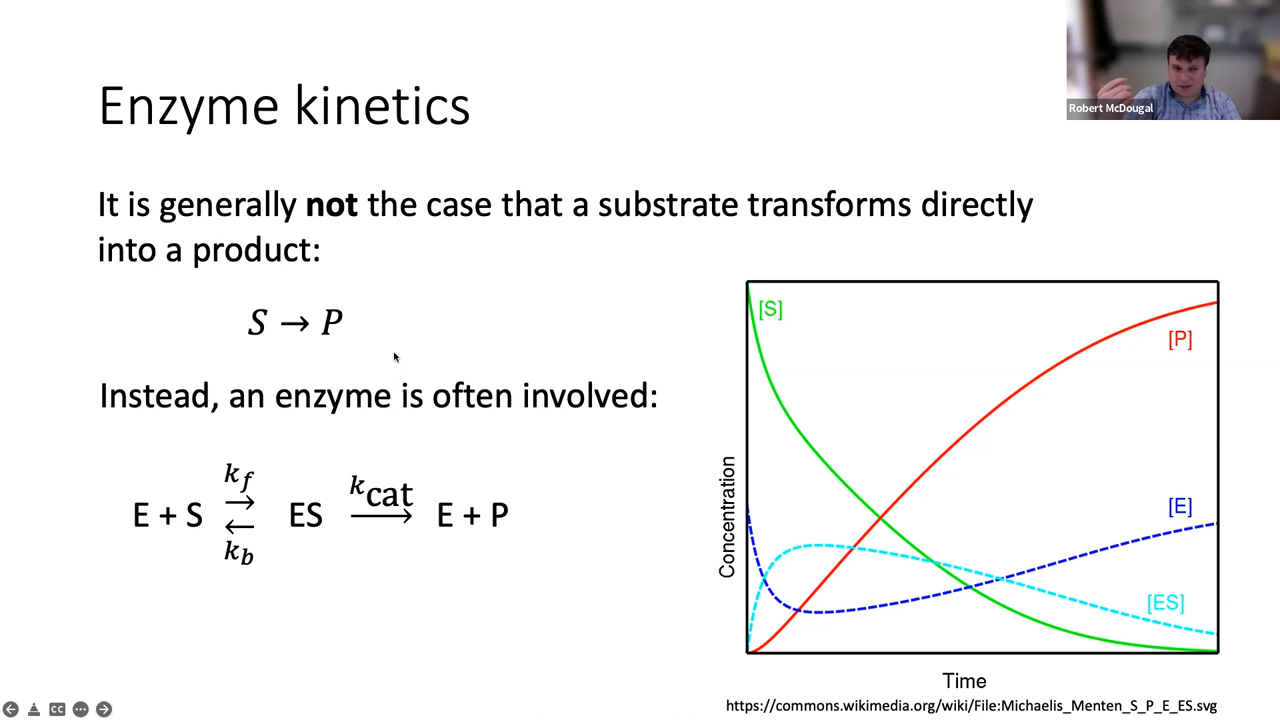 Robert McDougal
Enzyme kinetics
It is generally not the case that a substrate transforms directly
into a product:
S → P
Instead, an enzyme is often involved:
E + S k_f → ← k_b ES k_cat → E + P
[S]
[P]
[E]
[ES]
Concentration
Time
https://commons.wikimedia.org/wiki/File:Michaelis_Menten_S_P_E_ES.svg
CC